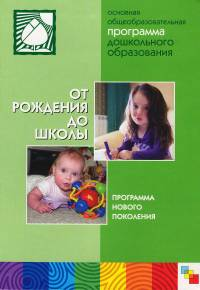 основная
общеобразовательная
программа
дошкольного
образования
ОТ
РОЖДЕНИЯ
ДО
ШКОЛЫ
ПРОГРАММА
НОВОГО
ПОКОЛЕНИЯ